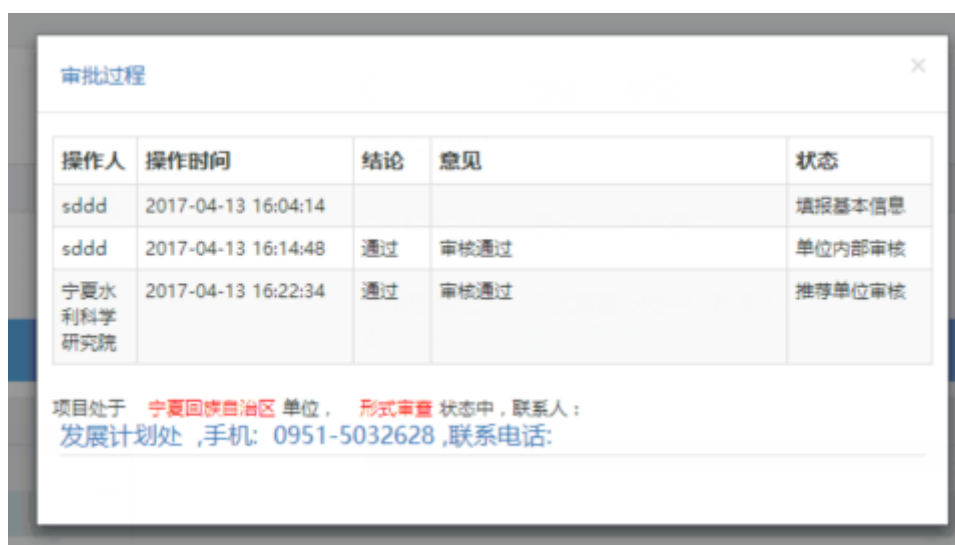 审批过程 ×
操作人 操作时间 结论 意见 状态
sddd 2017-04-13 16:04:14 填报基本信息
sddd 2017-04-13 16:14:48 通过 审核通过 单位内部审核
宁夏水 2017-04-13 16:22:34 通过 审核通过 推荐单位审核
利科学
研究院
项目处于 宁夏回族自治区 单位， 形式审查 状态中，联系人：
发展计划处 ,手机: 0951-5032628 ,联系电话: